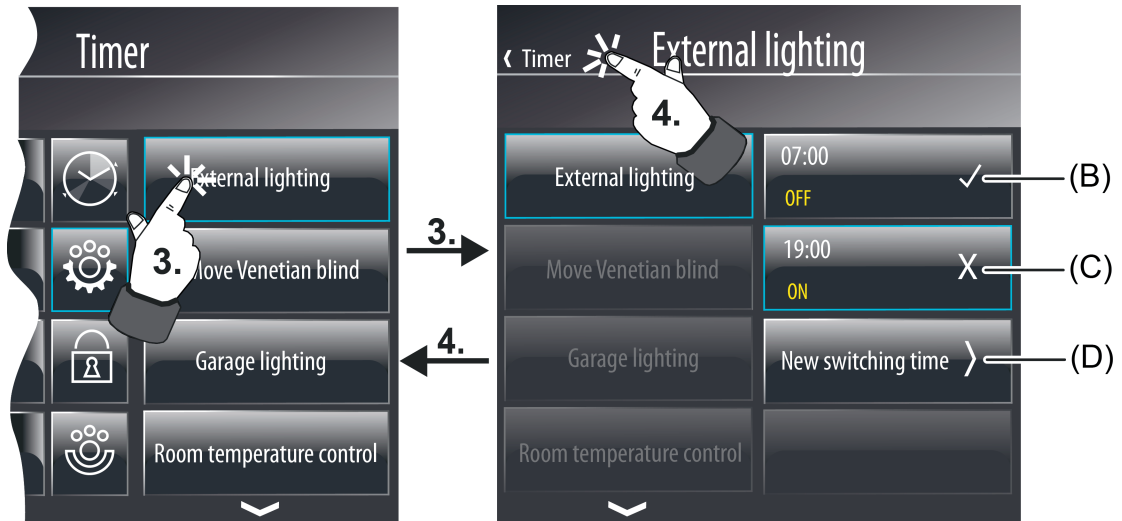 Timer
External lighting
3.
Move Venetian blind
Garage lighting
Room temperature control
3.
4.
Timer
External lighting
4.
External lighting
Move Venetian blind
Garage lighting
Room temperature control
07:00
OFF
(B)
19:00
ON
X
(C)
New switching time
(D)